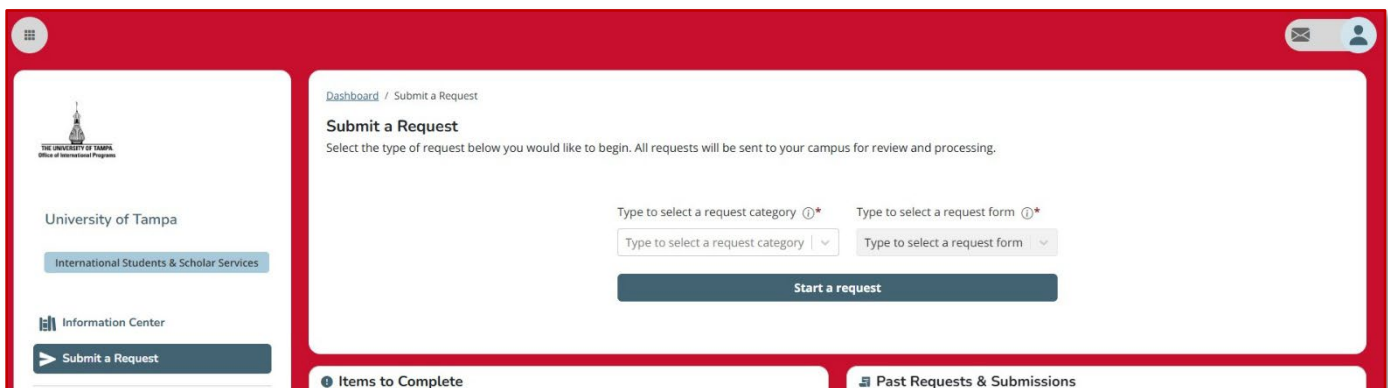 THE UNIVERSITY OF TAMPA
Office of International Programs
University of Tampa
International Students & Scholar Services
Information Center
Submit a Request
Dashboard / Submit a Request
Submit a Request
Select the type of request below you would like to begin. All requests will be sent to your campus for review and processing.
Type to select a request category * Type to select a request form *
Type to select a request category Type to select a request form
Start a request
Items to Complete
Past Requests & Submissions